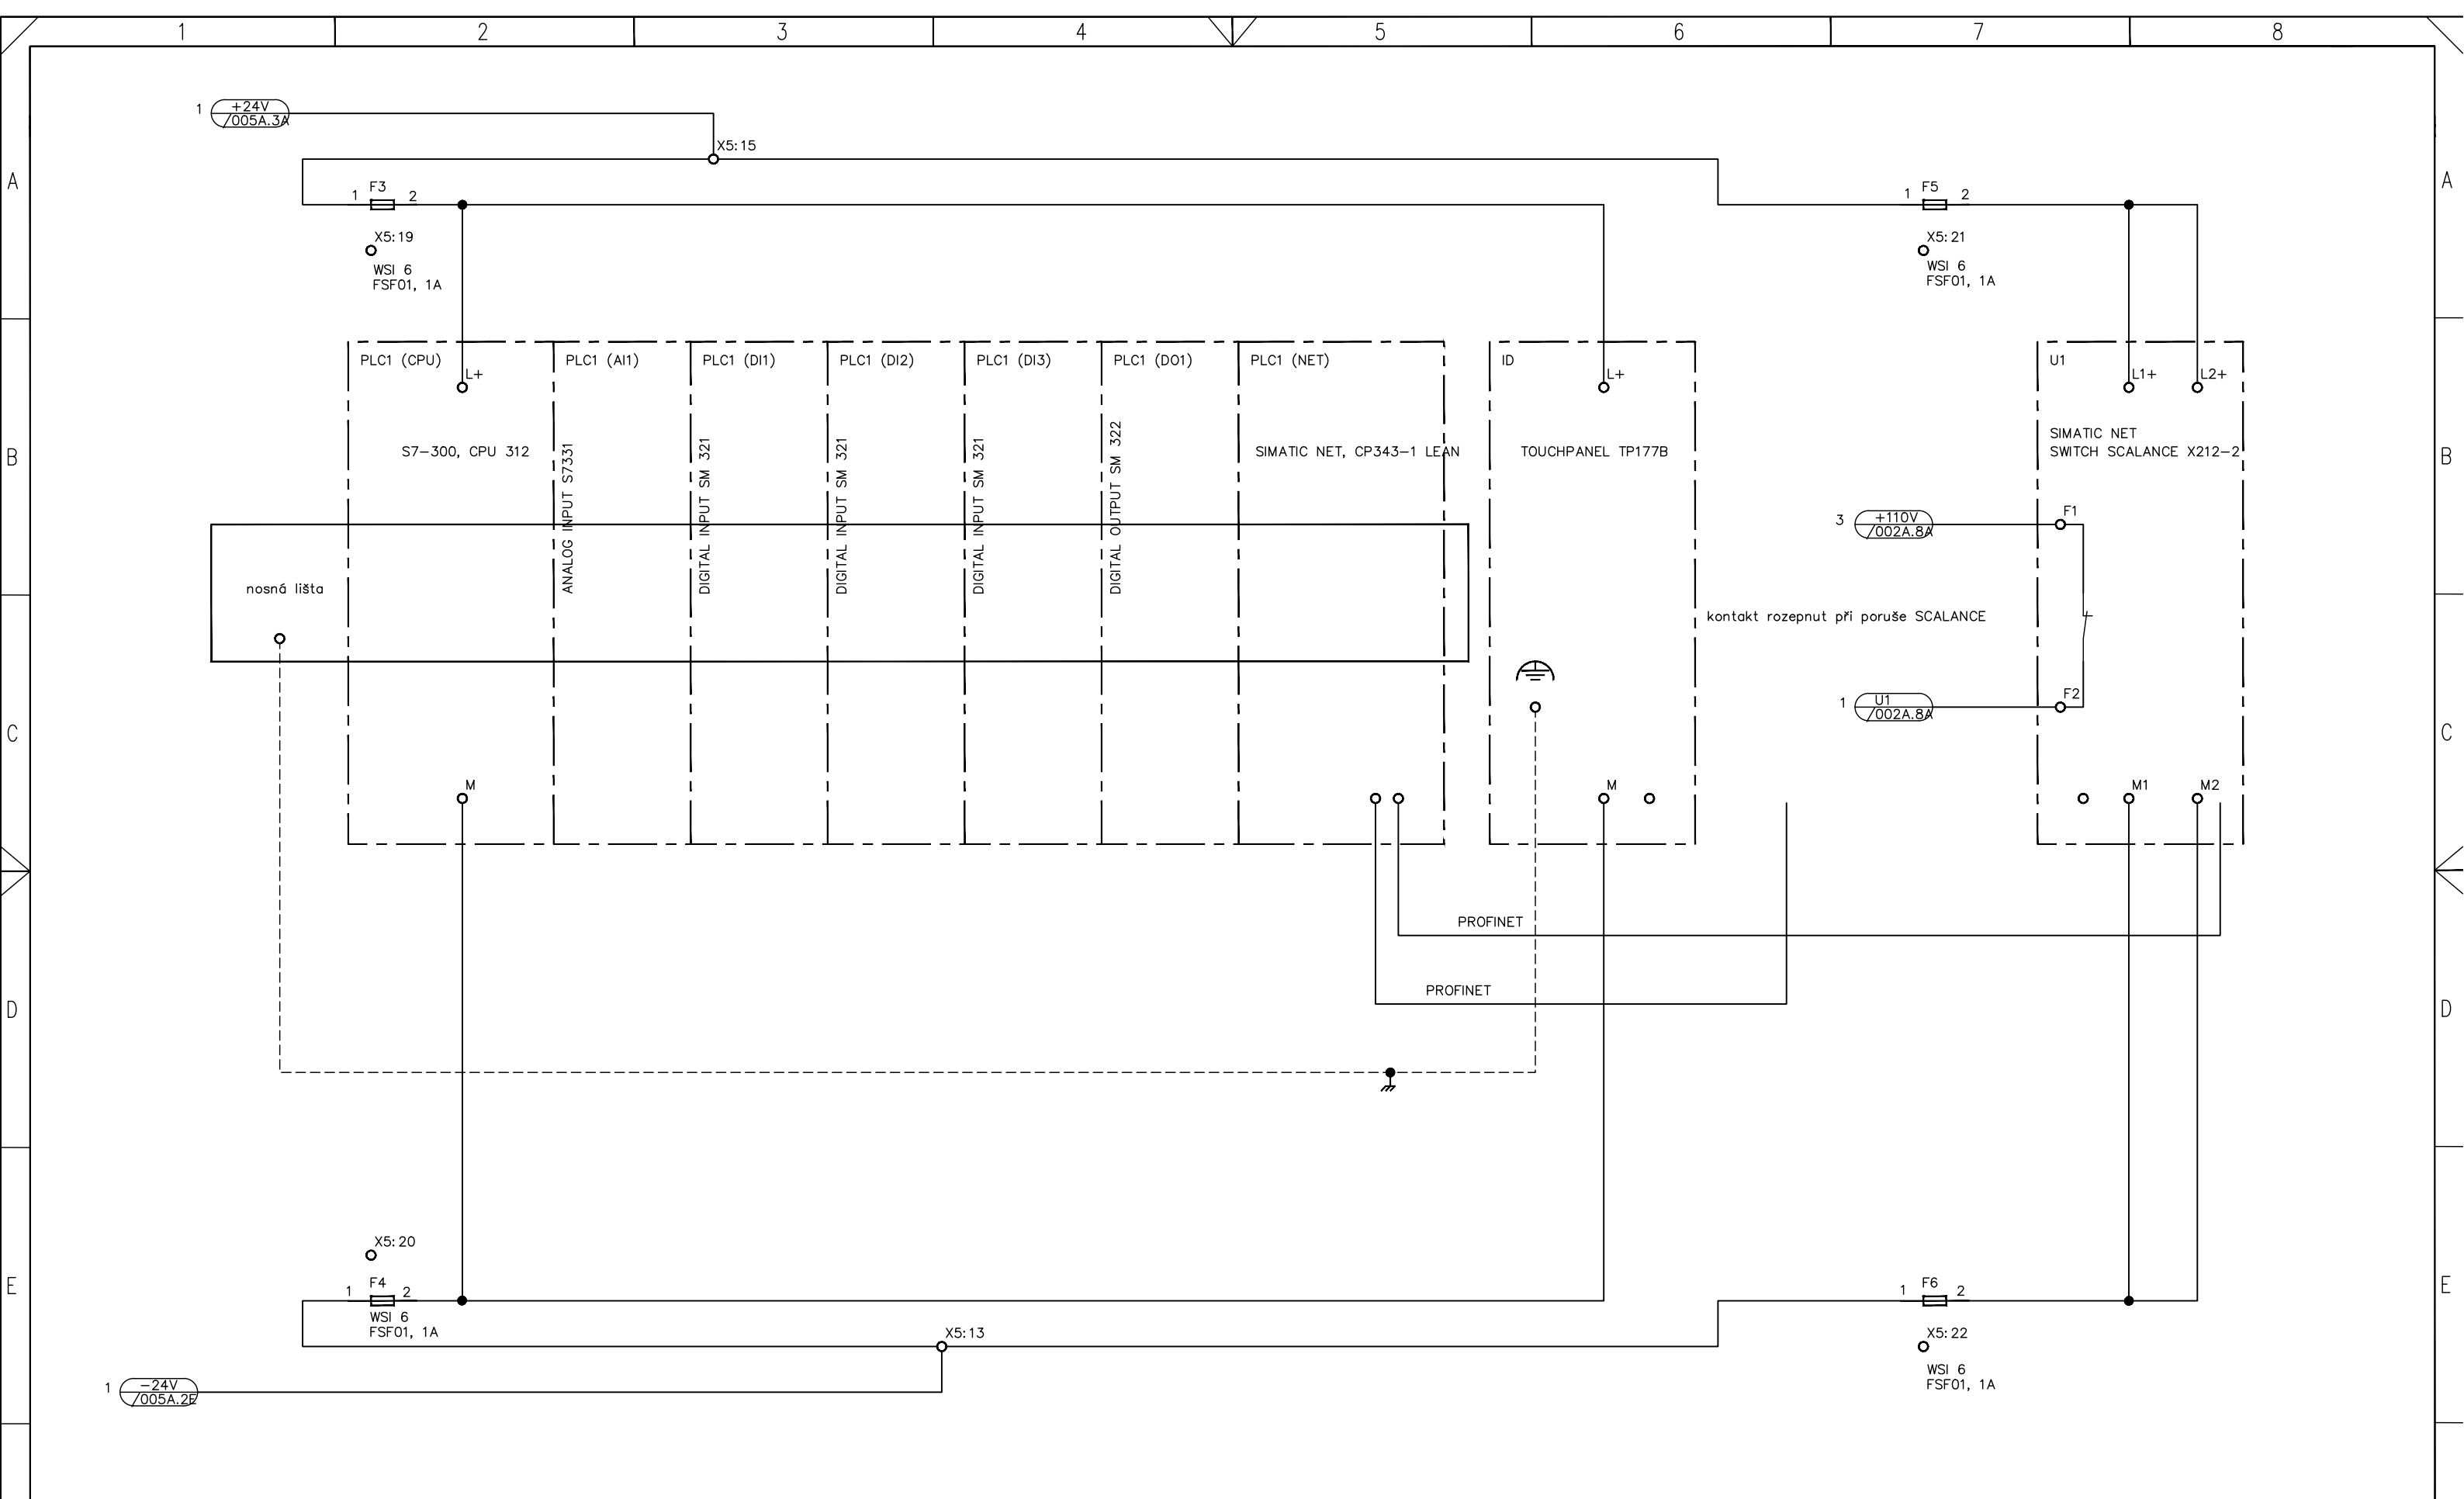 1 2 3 4 5 6 7 8
1 +24V
/005A.3A
X5:15
A A
F3
1 2
F5
1 2
X5:19
WSI 6
FSF01, 1A
X5:21
WSI 6
FSF01, 1A
PLC1 (CPU) PLC1 (AI1) PLC1 (DI1) PLC1 (DI2) PLC1 (DI3) PLC1 (DO1) PLC1 (NET) ID U1
L+ L+ L1+ L2+
B B
S7-300, CPU 312
ANALOG INPUT S7331
DIGITAL INPUT SM 321
DIGITAL INPUT SM 321
DIGITAL INPUT SM 321
DIGITAL OUTPUT SM 322
SIMATIC NET, CP343-1 LEAN
TOUCHPANEL TP177B
SIMATIC NET
SWITCH SCALANCE X212-2
3 +110V
/002A.8A
F1
nosná lišta
kontakt rozepnut při poruše SCALANCE
1 U1
/002A.8A
F2
C C
M M M1 M2
PROFINET
PROFINET
D D
X5:20
E E
F4
1 2
WSI 6
FSF01, 1A
F6
1 2
X5:13
X5:22
WSI 6
FSF01, 1A
1 -24V
/005A.2E